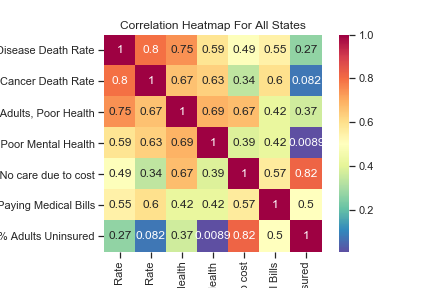 Correlation Heatmap For All States
Disease Death Rate 1 0.8 0.75 0.59 0.49 0.55 0.27
Cancer Death Rate 0.8 1 0.67 0.63 0.34 0.6 0.082
Adults, Poor Health 0.75 0.67 1 0.69 0.67 0.42 0.37
Poor Mental Health 0.59 0.63 0.69 1 0.39 0.42 0.0089
No care due to cost 0.49 0.34 0.67 0.39 1 0.57 0.82
Paying Medical Bills 0.55 0.6 0.42 0.42 0.57 1 0.5
% Adults Uninsured 0.27 0.082 0.37 0.0089 0.82 0.5 1
1.0
0.8
0.6
0.4
0.2
Rate
Rate
Health
health
o cost
l Bills
sured